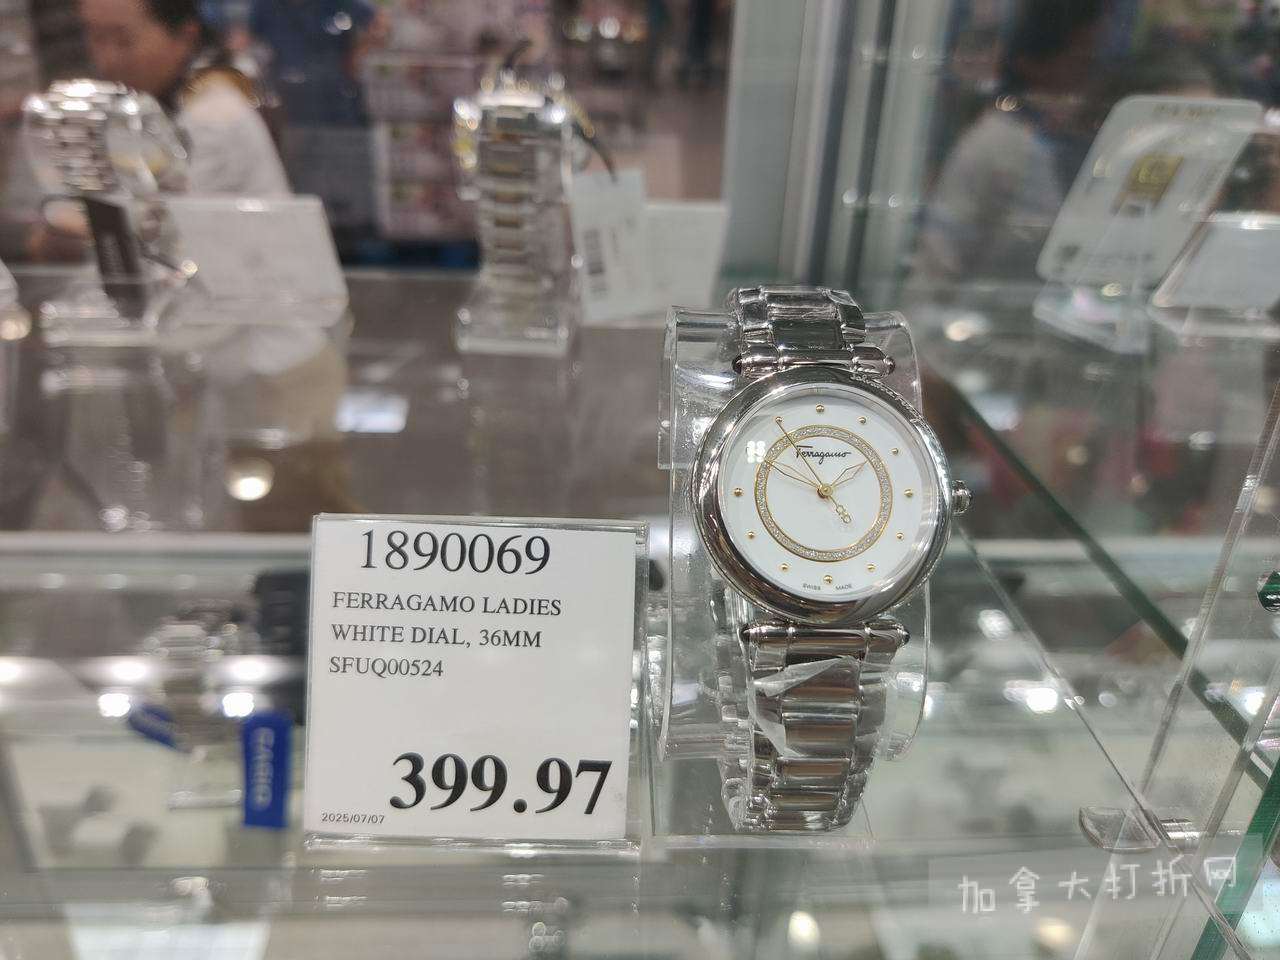 1890069
FERRAGAMO LADIES
WHITE DIAL, 36MM
SFUQ00524
399.97
2025/07/07
Ferragamo
SWISS MADE
CASIO
加拿大打折网